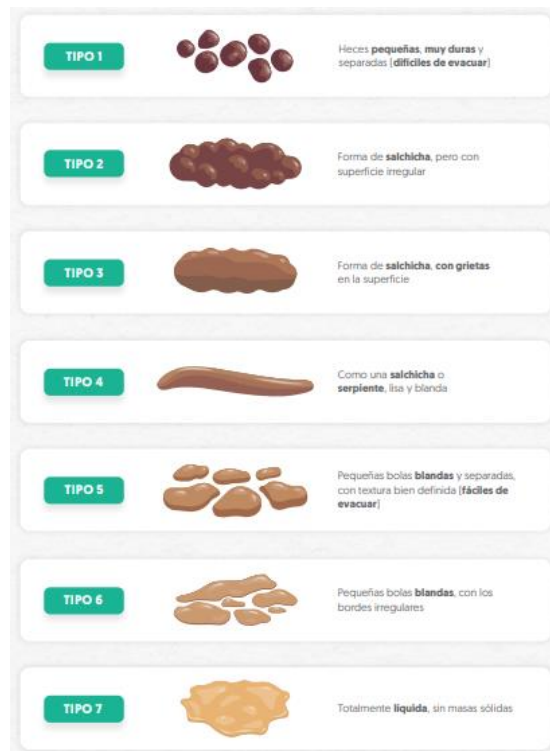 TIPO 1
Heces pequeñas, muy duras y
separadas (difíciles de evacuar)
TIPO 2
Forma de salchicha, pero con
superficie irregular
TIPO 3
Forma de salchicha, con grietas
en la superficie
TIPO 4
Como una salchicha o
serpiente, lisa y blanda
TIPO 5
Pequeñas bolas blandas y separadas,
con textura bien definida (fáciles de
evacuar)
TIPO 6
Pequeñas bolas blandas, con los
bordes irregulares
TIPO 7
Totalmente líquida, sin masas sólidas